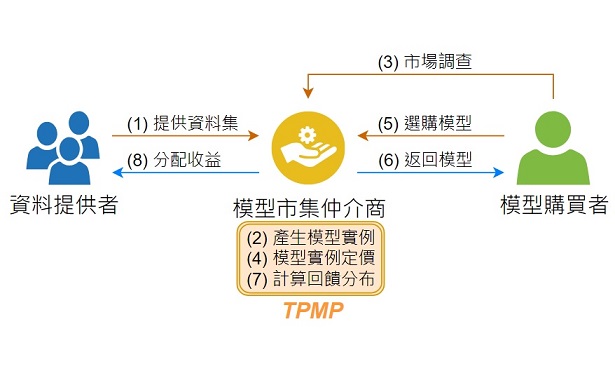 (3) 市場調查
(1) 提供資料集
(5) 選購模型
(8) 分配收益
(6) 返回模型
資料提供者
模型市集仲介商
模型購買者
(2) 產生模型實例
(4) 模型實例定價
(7) 計算回饋分布
TPMP